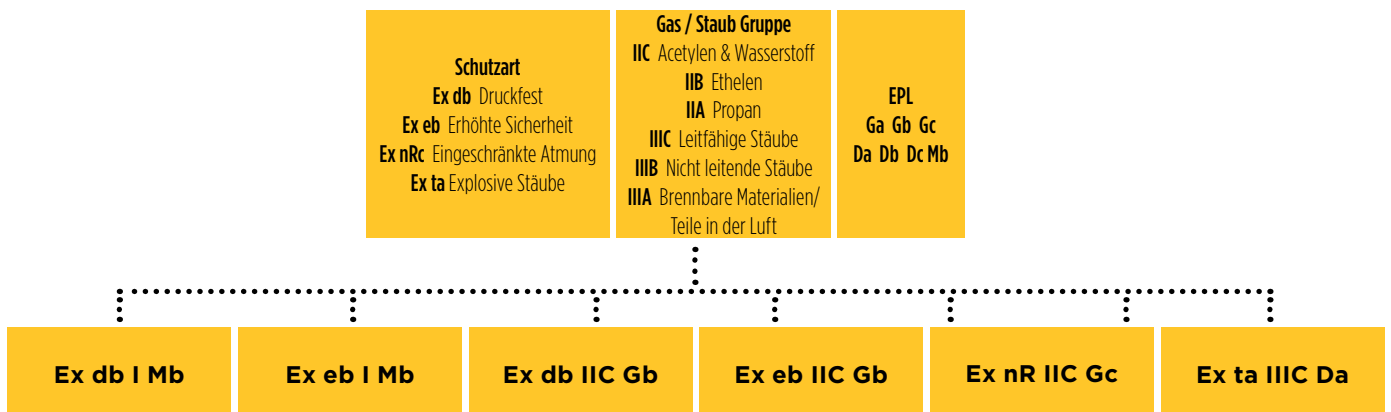 Schutzart
Ex db Druckfest
Ex eb Erhöhte Sicherheit
Ex nRc Eingeschränkte Atmung
Ex ta Explosive Stäube
Gas / Staub Gruppe
IIC Acetylen & Wasserstoff
IIB Ethelen
IIA Propan
IIIC Leitfähige Stäube
IIIB Nicht leitende Stäube
IIIA Brennbare Materialien/
Teile in der Luft
EPL
Ga Gb Gc
Da Db Dc Mb
Ex db I Mb
Ex eb I Mb
Ex db IIC Gb
Ex eb IIC Gb
Ex nR IIC Gc
Ex ta IIIC Da